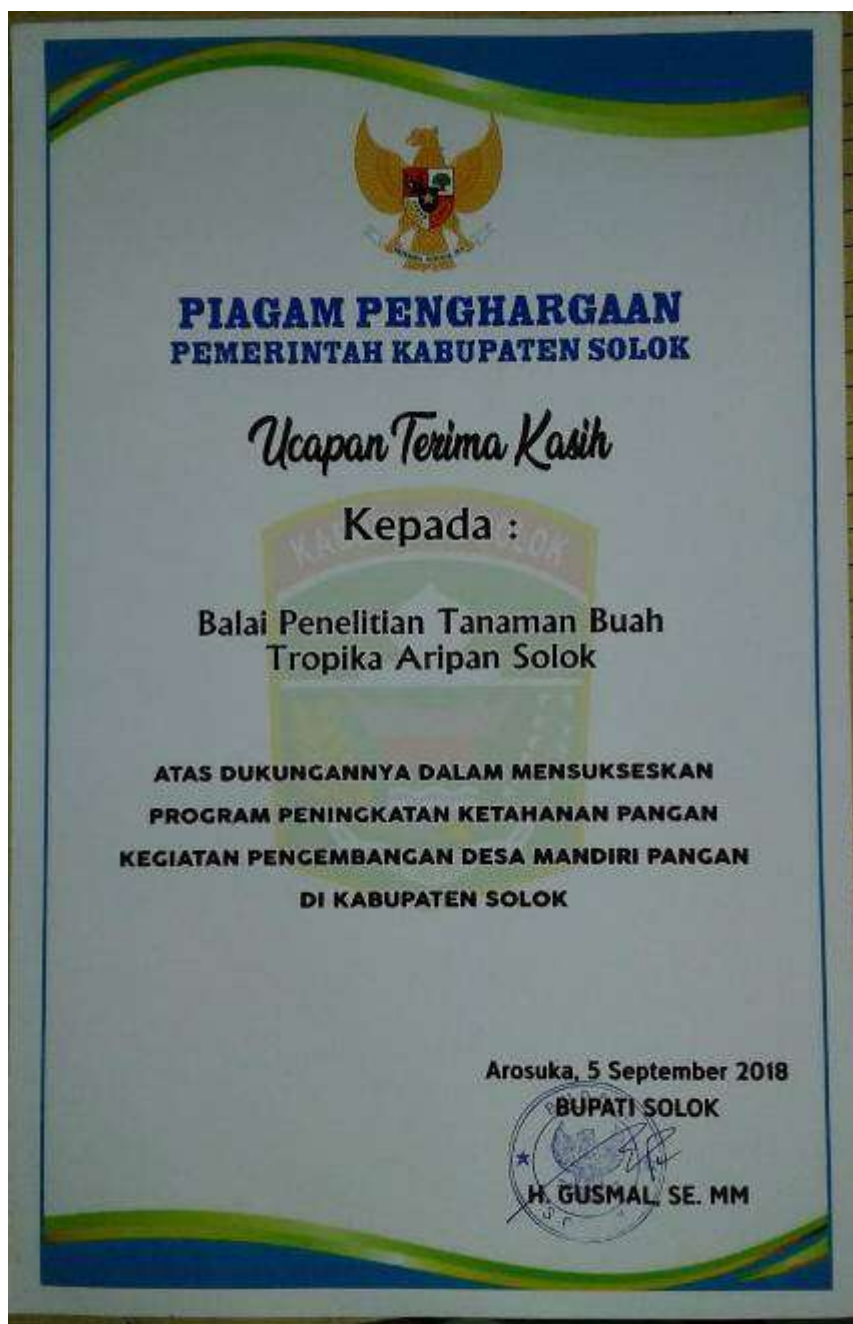 PIAGAM PENGHARGAAN
PEMERINTAH KABUPATEN SOLOK
Ucapan Terima Kasih
Kepada :
Balai Penelitian Tanaman Buah
Tropika Aripan Solok
ATAS DUKUNGANNYA DALAM MENSUKSESKAN
PROGRAM PENINGKATAN KETAHANAN PANGAN
KEGIATAN PENGEMBANGAN DESA MANDIRI PANGAN
DI KABUPATEN SOLOK
Arosuka, 5 September 2018
BUPATI SOLOK
H. GUSMAL, SE. MM